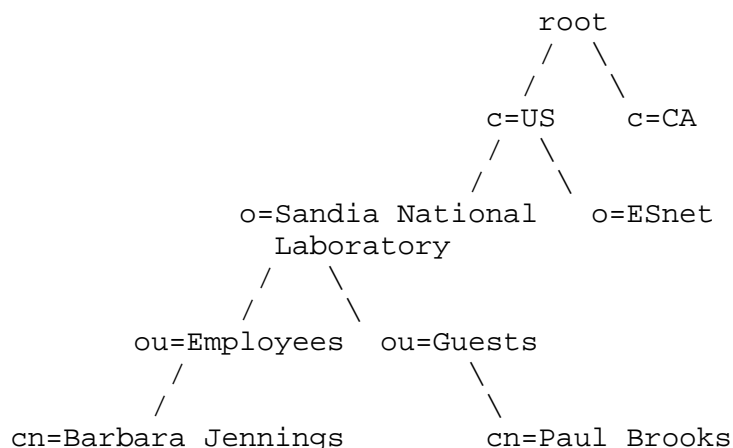 root
c=US c=CA
o=Sandia National o=ESnet
Laboratory
ou=Employees ou=Guests
cn=Barbara Jennings cn=Paul Brooks